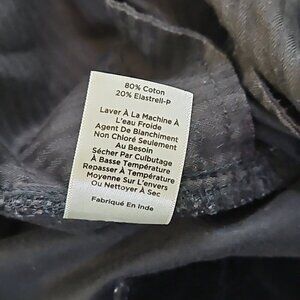 80% Coton
20% Elastrell-P
Laver À La Machine À
L'eau Froide
Agent De Blanchiment
Non Chloré Seulement
Au Besoin
Sécher Par Culbutage
À Basse Température
Repasser À Température
Moyenne Sur L'envers
Ou Nettoyer À Sec
Fabriqué En Inde